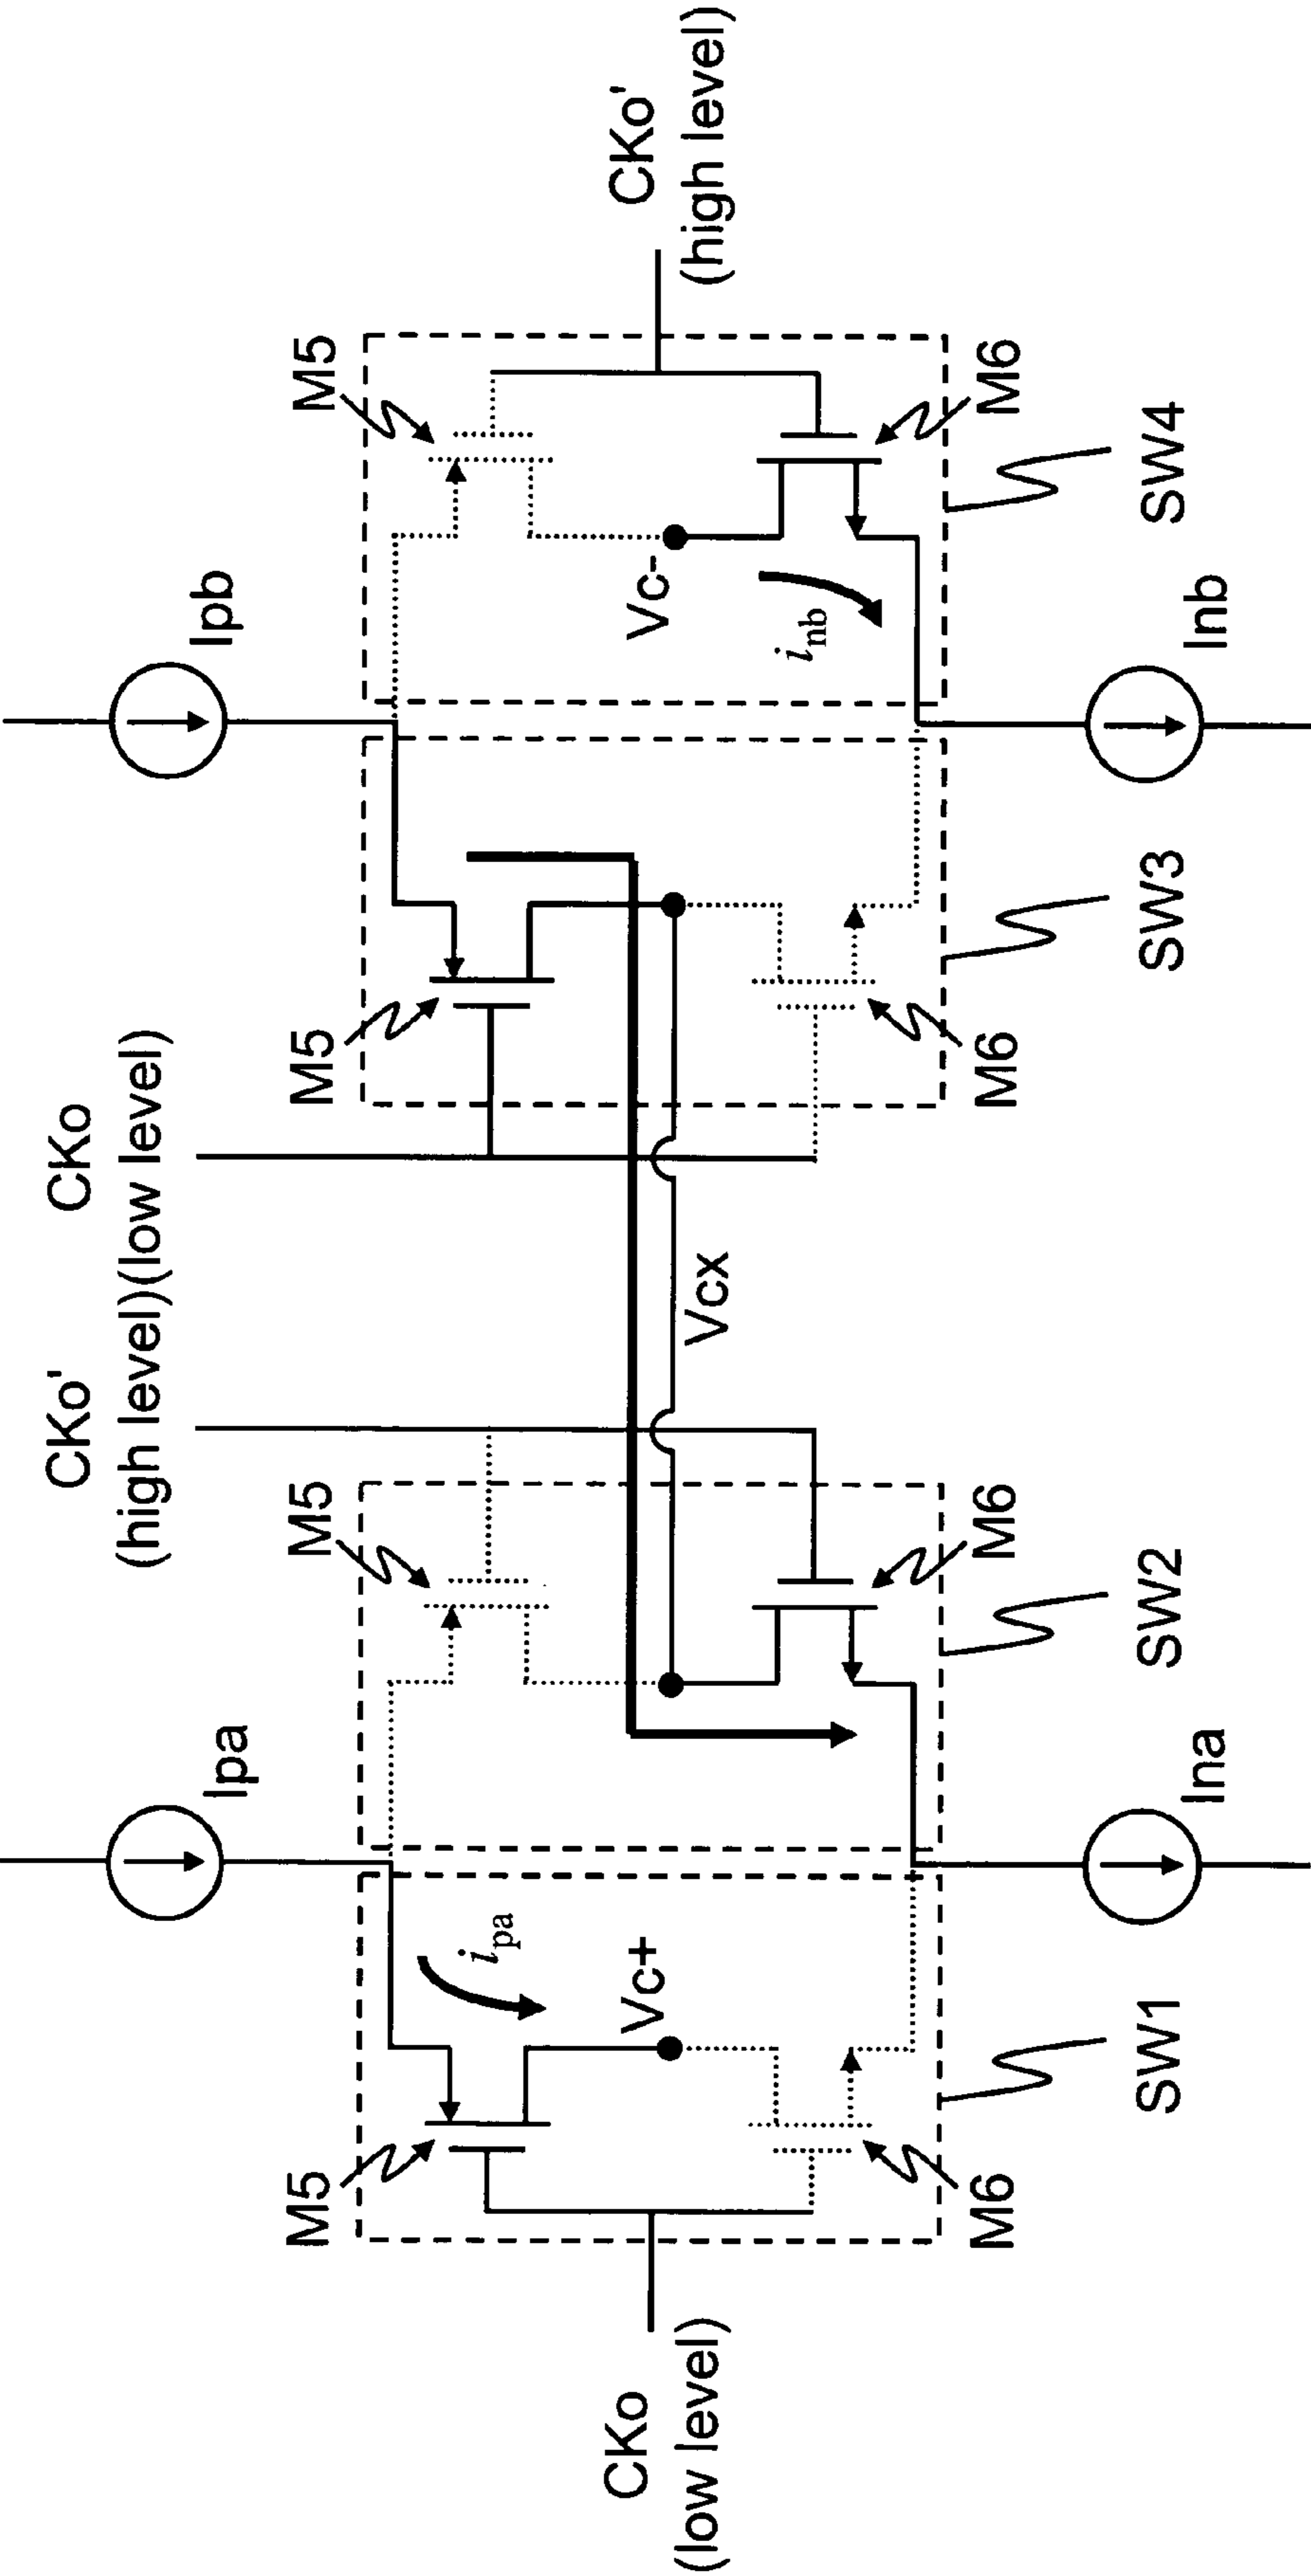 CKo'
(high level)
CKo
(low level)
Ipa
Ipb
M5
M5
M5
M5
CKo
(low level)
i_pa
Vc+
Vcx
Vc-
i_nb
CKo'
(high level)
M6
M6
M6
M6
SW1
SW2
SW3
SW4
Ina
Inb